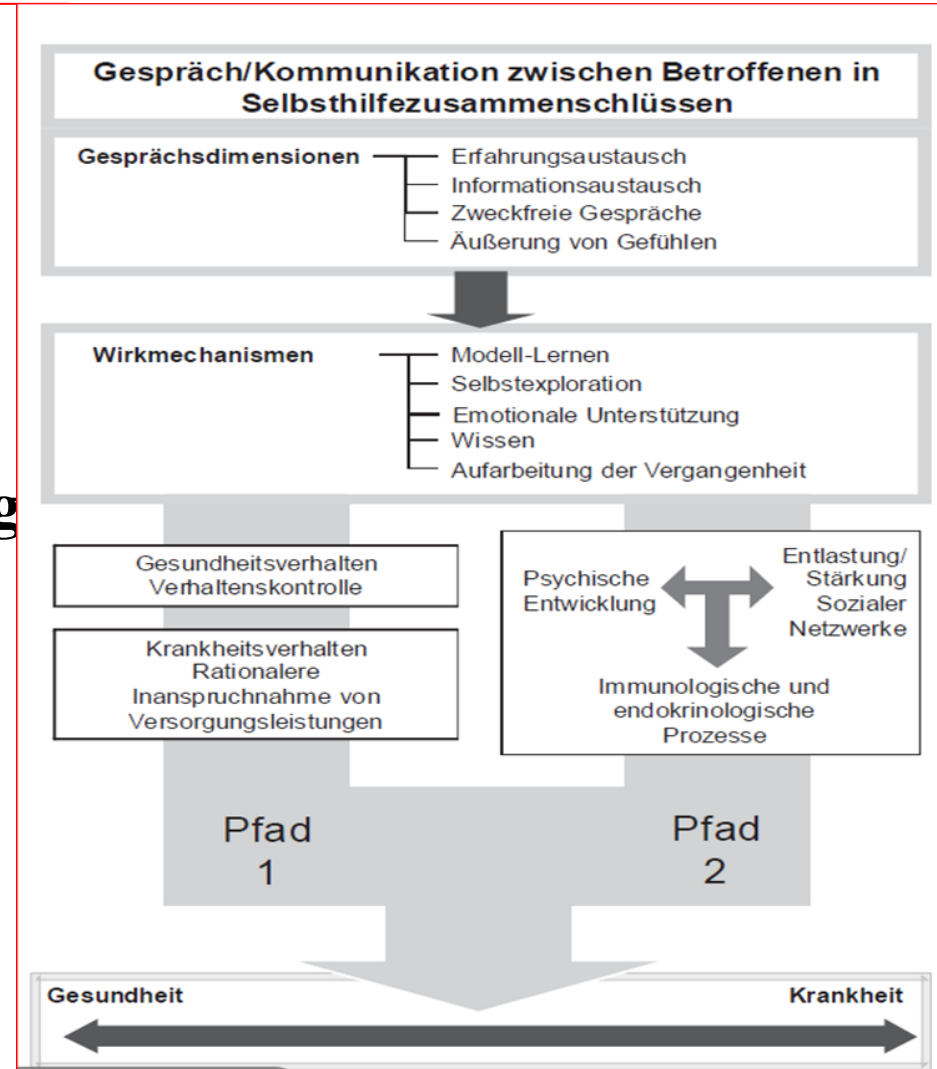 Gespräch/Kommunikation zwischen Betroffenen in
Selbsthilfezusammenschlüssen
Gesprächsdimensionen
Erfahrungsaustausch
Informationsaustausch
Zweckfreie Gespräche
Äußerung von Gefühlen
Wirkmechanismen
Modell-Lernen
Selbstexploration
Emotionale Unterstützung
Wissen
Aufarbeitung der Vergangenheit
g
Gesundheitsverhalten
Verhaltenskontrolle
Krankheitsverhalten
Rationalere
Inanspruchnahme von
Versorgungsleistungen
Psychische
Entwicklung
Entlastung/
Stärkung
Sozialer
Netzwerke
Immunologische und
endokrinologische
Prozesse
Pfad
1
Pfad
2
Gesundheit
Krankheit